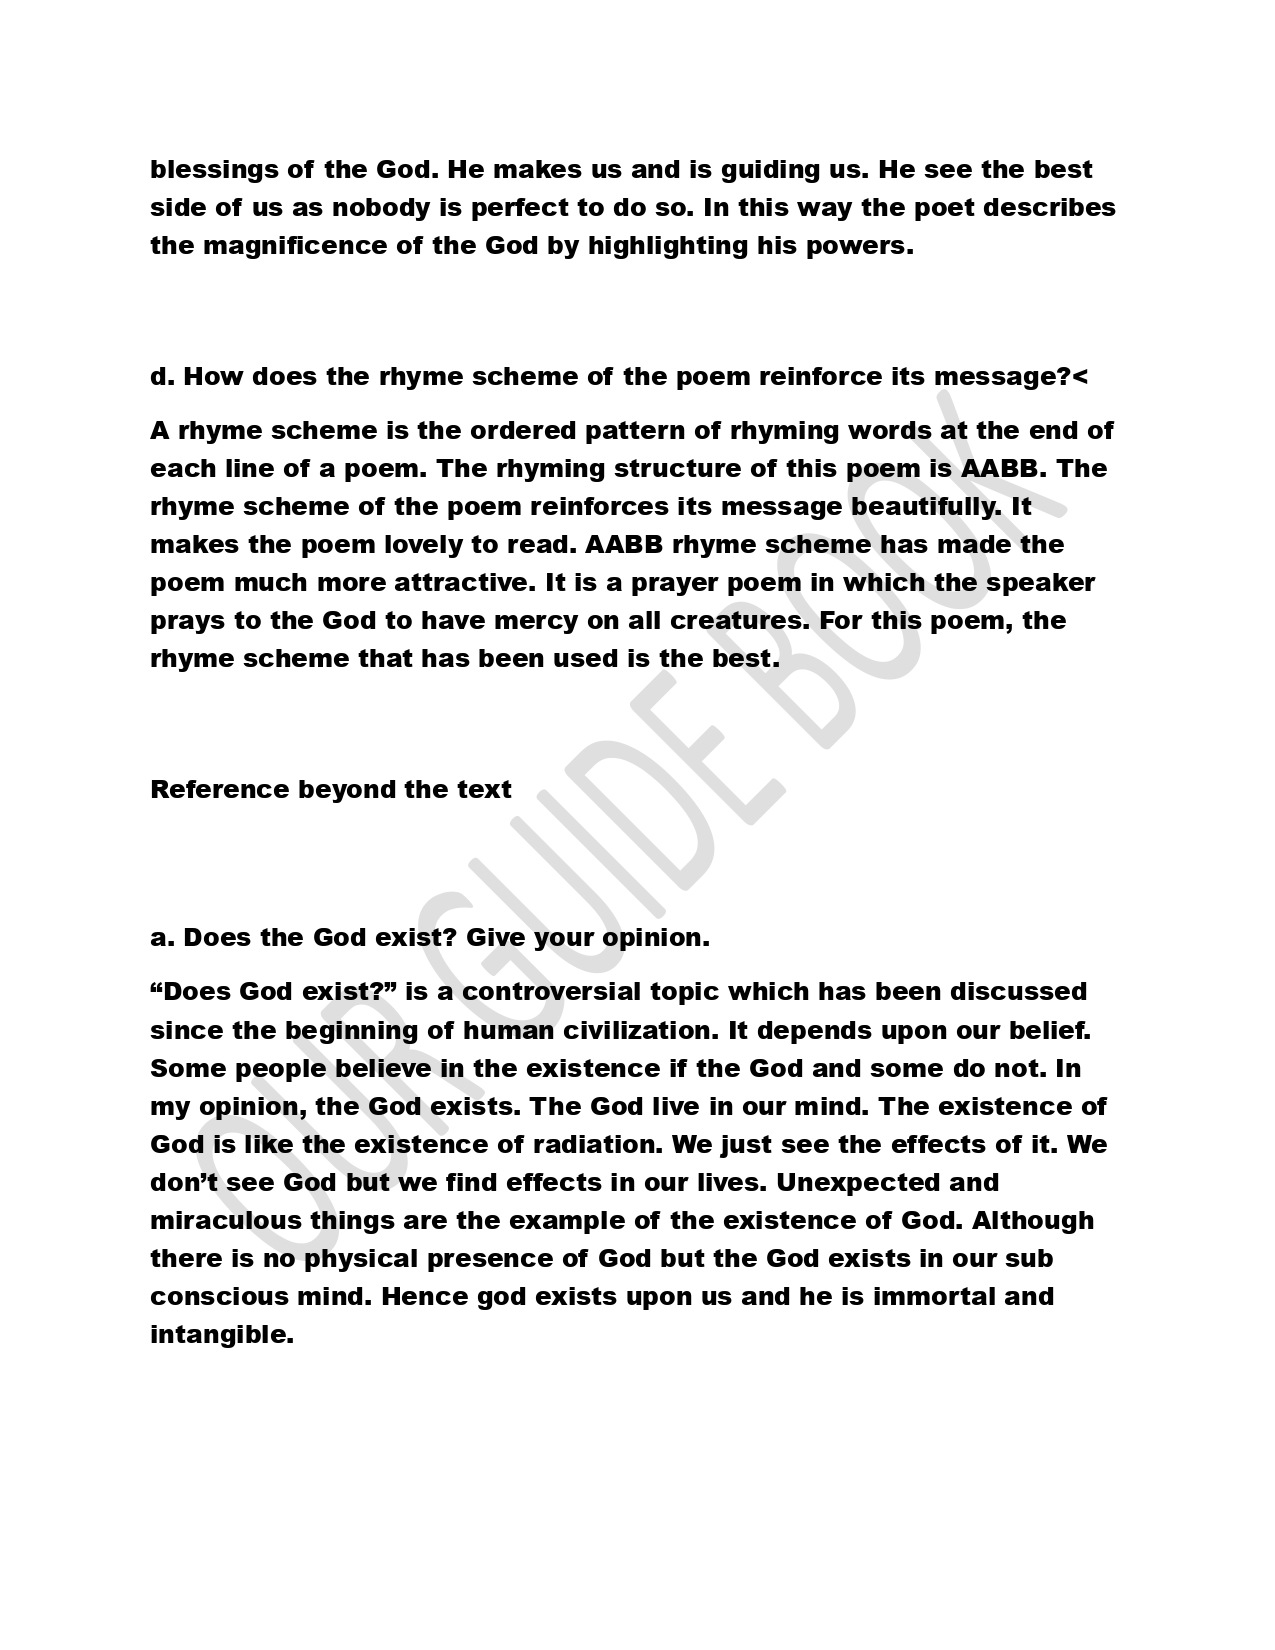 blessings of the God. He makes us and is guiding us. He see the best
side of us as nobody is perfect to do so. In this way the poet describes
the magnificence of the God by highlighting his powers.
d. How does the rhyme scheme of the poem reinforce its message?<
A rhyme scheme is the ordered pattern of rhyming words at the end of
each line of a poem. The rhyming structure of this poem is AABB. The
rhyme scheme of the poem reinforces its message beautifully. It
makes the poem lovely to read. AABB rhyme scheme has made the
poem much more attractive. It is a prayer poem in which the speaker
prays to the God to have mercy on all creatures. For this poem, the
rhyme scheme that has been used is the best.
Reference beyond the text
a. Does the God exist? Give your opinion.
“Does God exist?” is a controversial topic which has been discussed
since the beginning of human civilization. It depends upon our belief.
Some people believe in the existence if the God and some do not. In
my opinion, the God exists. The God live in our mind. The existence of
God is like the existence of radiation. We just see the effects of it. We
don’t see God but we find effects in our lives. Unexpected and
miraculous things are the example of the existence of God. Although
there is no physical presence of God but the God exists in our sub
conscious mind. Hence god exists upon us and he is immortal and
intangible.
OUR GUIDE BOOK